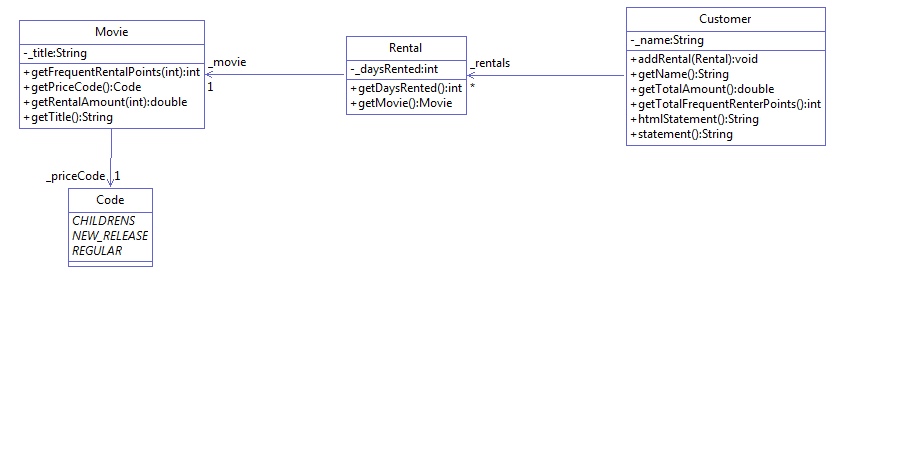 Movie
-_title:String
+getFrequentRentalPoints(int):int
+getPriceCode():Code
+getRentalAmount(int):double
+getTitle():String
_movie
1
Rental
-_daysRented:int
+getDaysRented():int
+getMovie():Movie
_rentals
*
Customer
-_name:String
+addRental(Rental):void
+getName():String
+getTotalAmount():double
+getTotalFrequentRenterPoints():int
+htmlStatement():String
+statement():String
_priceCode 1
Code
CHILDRENS
NEW_RELEASE
REGULAR